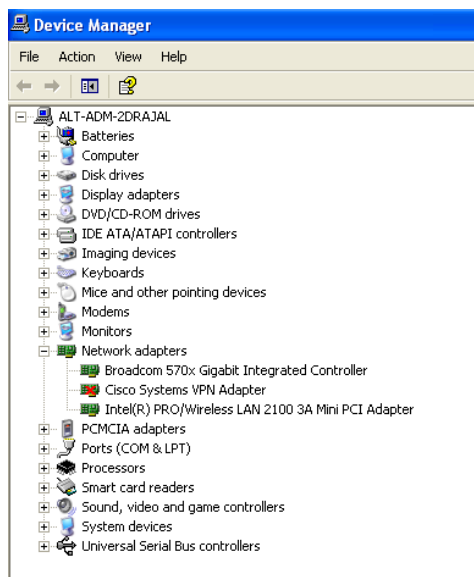 Device Manager
File Action View Help
ALT-ADM-2DRAJAL
Batteries
Computer
Disk drives
Display adapters
DVD/CD-ROM drives
IDE ATA/ATAPI controllers
Imaging devices
Keyboards
Mice and other pointing devices
Modems
Monitors
Network adapters
Broadcom 570x Gigabit Integrated Controller
Cisco Systems VPN Adapter
Intel(R) PRO/Wireless LAN 2100 3A Mini PCI Adapter
PCMCIA adapters
Ports (COM & LPT)
Processors
Smart card readers
Sound, video and game controllers
System devices
Universal Serial Bus controllers